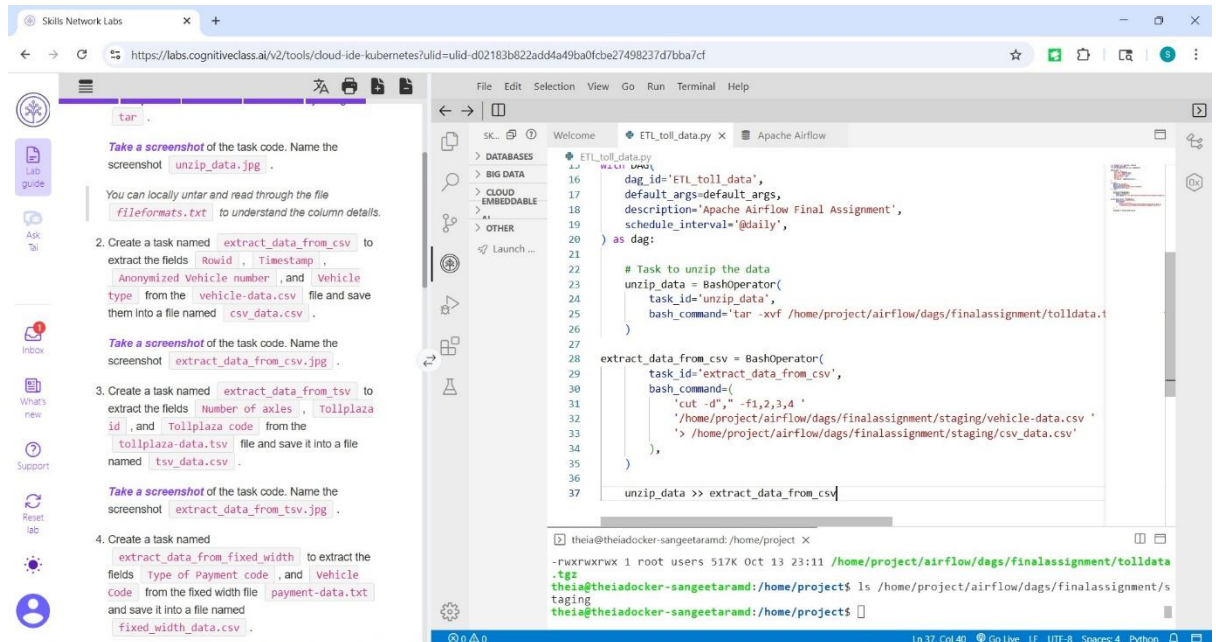 Skills Network Labs
https://labs.cognitiveclass.ai/v2/tools/cloud-ide-kubernetes?ulid=ulid-d02183b822add4a49ba0fcbe27498237d7bba7cf
S
Lab guide
Ask Tai
1
Inbox
What's new
Support
Reset lab
tar .
Take a screenshot of the task code. Name the
screenshot unzip_data.jpg .
You can locally untar and read through the file
fileformats.txt to understand the column details.
2. Create a task named extract_data_from_csv to
extract the fields Rowid , Timestamp ,
Anonymized Vehicle number , and Vehicle
type from the vehicle-data.csv file and save
them into a file named csv_data.csv .
Take a screenshot of the task code. Name the
screenshot extract_data_from_csv.jpg .
3. Create a task named extract_data_from_tsv to
extract the fields Number of axles , Tollplaza
id , and Tollplaza code from the
tollplaza-data.tsv file and save it into a file
named tsv_data.csv .
Take a screenshot of the task code. Name the
screenshot extract_data_from_tsv.jpg .
4. Create a task named
extract_data_from_fixed_width to extract the
fields Type of Payment code , and Vehicle
Code from the fixed width file payment-data.txt
and save it into a file named
fixed_width_data.csv .
File Edit Selection View Go Run Terminal Help
SK...
> DATABASES
> BIG DATA
> CLOUD
EMBEDDABLE
> OTHER
Launch ...
Welcome ETL_toll_data.py Apache Airflow
ETL_toll_data.py
15 with DAG(
16 dag_id='ETL_toll_data',
17 default_args=default_args,
18 description='Apache Airflow Final Assignment',
19 schedule_interval='@daily',
20 ) as dag:
21
22 # Task to unzip the data
23 unzip_data = BashOperator(
24 task_id='unzip_data',
25 bash_command='tar -xvf /home/project/airflow/dags/finalassignment/tolldata.t
26 )
27
28 extract_data_from_csv = BashOperator(
29 task_id='extract_data_from_csv',
30 bash_command=(
31 'cut -d"," -f1,2,3,4 '
32 '/home/project/airflow/dags/finalassignment/staging/vehicle-data.csv '
33 '> /home/project/airflow/dags/finalassignment/staging/csv_data.csv'
34 ),
35 )
36
37 unzip_data >> extract_data_from_csv
theia@theiadocker-sangeetaramd: /home/project
-rwxrwxrwx 1 root users 517K Oct 13 23:11 /home/project/airflow/dags/finalassignment/tolldata
.tgz
theia@theiadocker-sangeetaramd:/home/project$ ls /home/project/airflow/dags/finalassignment/s
taging
theia@theiadocker-sangeetaramd:/home/project$
0 0 Ln 37, Col 40 Go Live LF UTF-8 Spaces: 4 Python